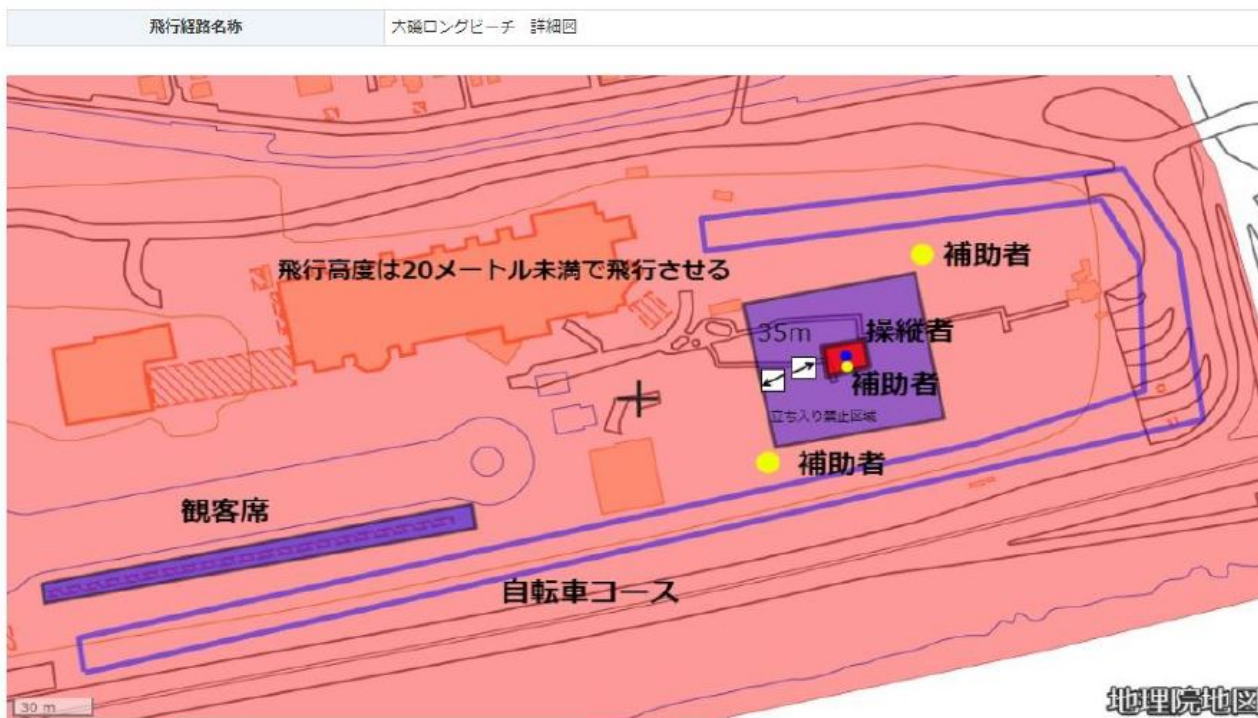 飛行経路名称
大磯ロングビーチ 詳細図
飛行高度は20メートル未満で飛行させる
補助者
35m
操縦者
補助者
立ち入り禁止区域
補助者
観客席
自転車コース
30 m
地理院地図